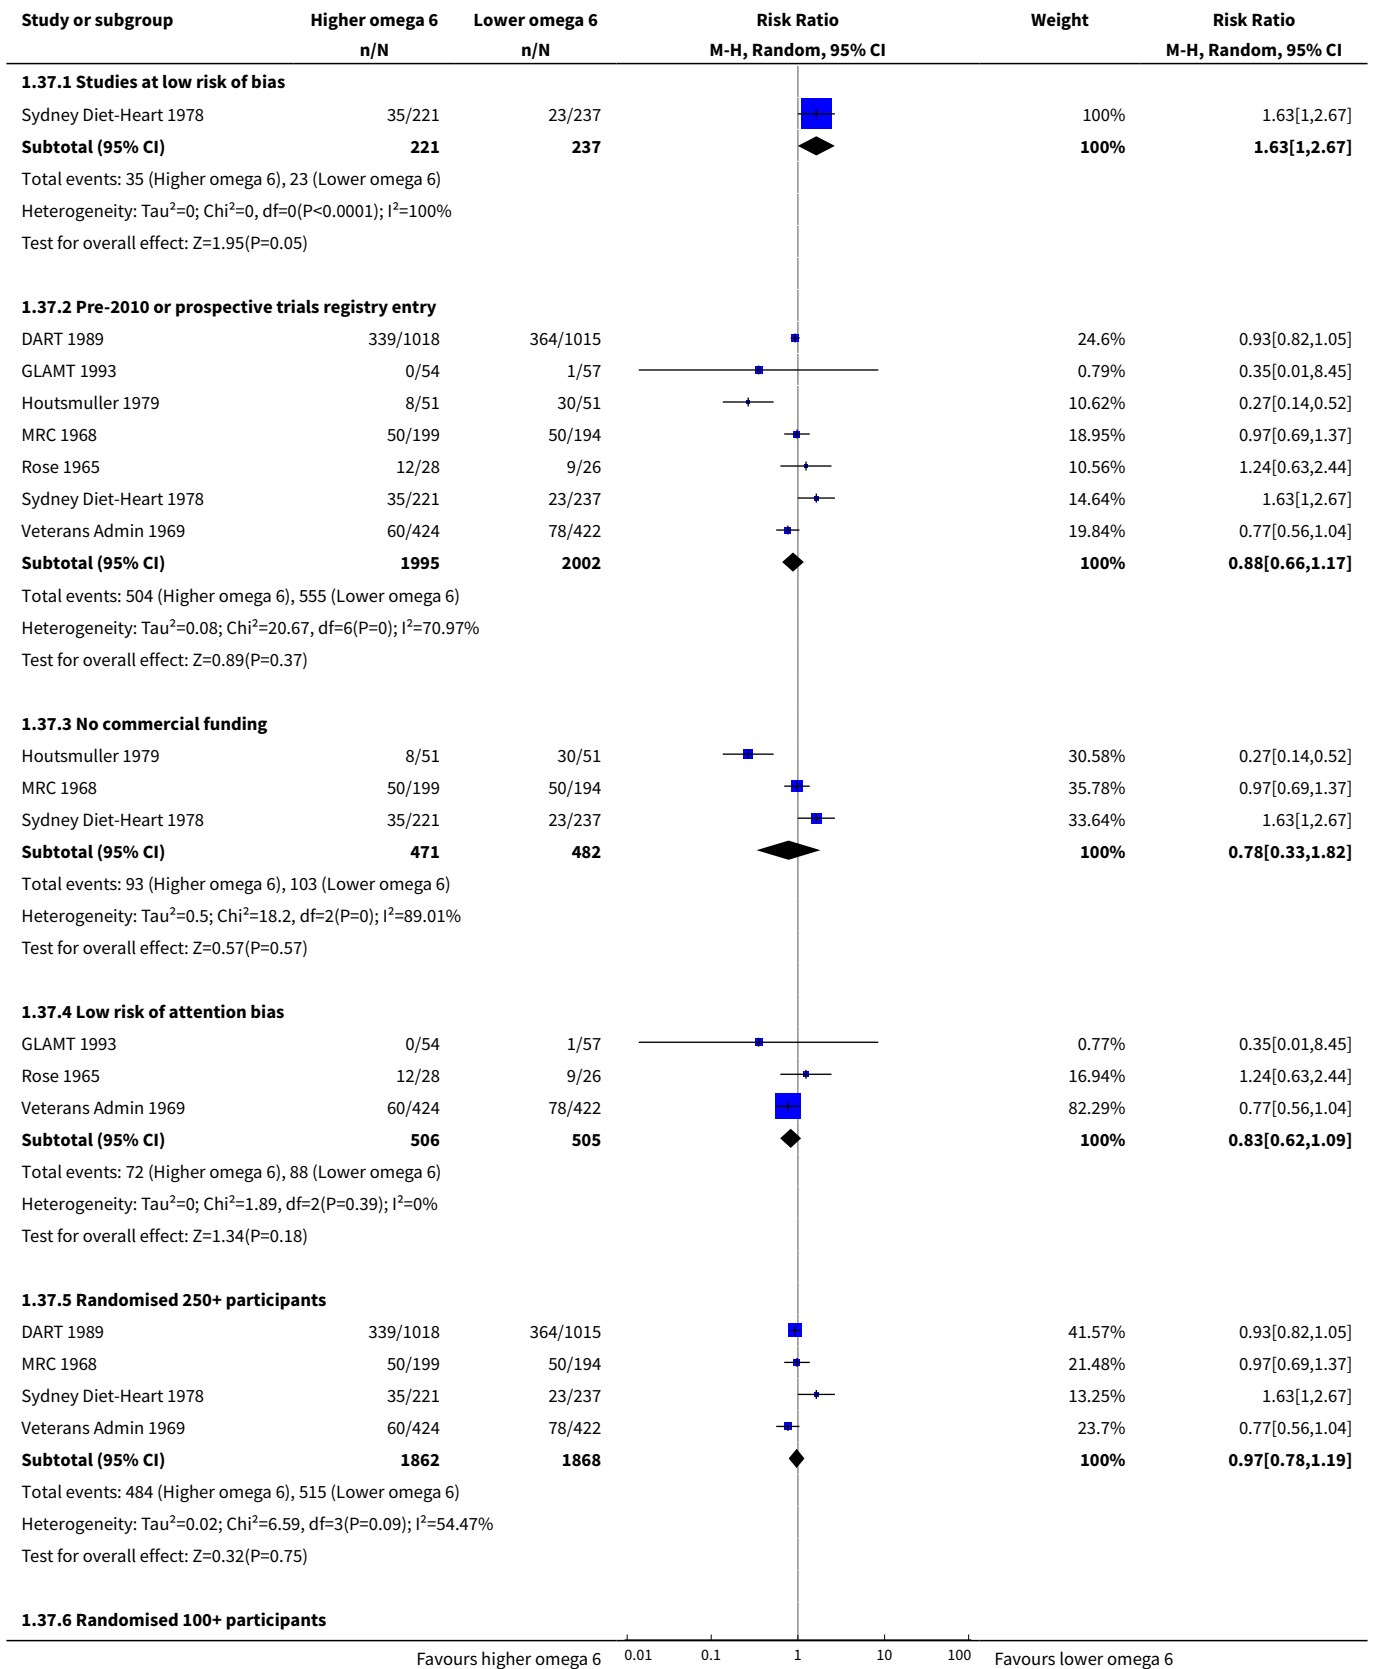 Study or subgroup Higher omega 6 Lower omega 6 Risk Ratio Weight Risk Ratio
n/N n/N M-H, Random, 95% CI M-H, Random, 95% CI
1.37.1 Studies at low risk of bias
Sydney Diet-Heart 1978 35/221 23/237 100% 1.63[1,2.67]
Subtotal (95% CI) 221 237 100% 1.63[1,2.67]
Total events: 35 (Higher omega 6), 23 (Lower omega 6)
Heterogeneity: Tau²=0; Chi²=0, df=0(P<0.0001); I²=100%
Test for overall effect: Z=1.95(P=0.05)
1.37.2 Pre-2010 or prospective trials registry entry
DART 1989 339/1018 364/1015 24.6% 0.93[0.82,1.05]
GLAMT 1993 0/54 1/57 0.79% 0.35[0.01,8.45]
Houtsmuller 1979 8/51 30/51 10.62% 0.27[0.14,0.52]
MRC 1968 50/199 50/194 18.95% 0.97[0.69,1.37]
Rose 1965 12/28 9/26 10.56% 1.24[0.63,2.44]
Sydney Diet-Heart 1978 35/221 23/237 14.64% 1.63[1,2.67]
Veterans Admin 1969 60/424 78/422 19.84% 0.77[0.56,1.04]
Subtotal (95% CI) 1995 2002 100% 0.88[0.66,1.17]
Total events: 504 (Higher omega 6), 555 (Lower omega 6)
Heterogeneity: Tau²=0.08; Chi²=20.67, df=6(P=0); I²=70.97%
Test for overall effect: Z=0.89(P=0.37)
1.37.3 No commercial funding
Houtsmuller 1979 8/51 30/51 30.58% 0.27[0.14,0.52]
MRC 1968 50/199 50/194 35.78% 0.97[0.69,1.37]
Sydney Diet-Heart 1978 35/221 23/237 33.64% 1.63[1,2.67]
Subtotal (95% CI) 471 482 100% 0.78[0.33,1.82]
Total events: 93 (Higher omega 6), 103 (Lower omega 6)
Heterogeneity: Tau²=0.5; Chi²=18.2, df=2(P=0); I²=89.01%
Test for overall effect: Z=0.57(P=0.57)
1.37.4 Low risk of attention bias
GLAMT 1993 0/54 1/57 0.77% 0.35[0.01,8.45]
Rose 1965 12/28 9/26 16.94% 1.24[0.63,2.44]
Veterans Admin 1969 60/424 78/422 82.29% 0.77[0.56,1.04]
Subtotal (95% CI) 506 505 100% 0.83[0.62,1.09]
Total events: 72 (Higher omega 6), 88 (Lower omega 6)
Heterogeneity: Tau²=0; Chi²=1.89, df=2(P=0.39); I²=0%
Test for overall effect: Z=1.34(P=0.18)
1.37.5 Randomised 250+ participants
DART 1989 339/1018 364/1015 41.57% 0.93[0.82,1.05]
MRC 1968 50/199 50/194 21.48% 0.97[0.69,1.37]
Sydney Diet-Heart 1978 35/221 23/237 13.25% 1.63[1,2.67]
Veterans Admin 1969 60/424 78/422 23.7% 0.77[0.56,1.04]
Subtotal (95% CI) 1862 1868 100% 0.97[0.78,1.19]
Total events: 484 (Higher omega 6), 515 (Lower omega 6)
Heterogeneity: Tau²=0.02; Chi²=6.59, df=3(P=0.09); I²=54.47%
Test for overall effect: Z=0.32(P=0.75)
1.37.6 Randomised 100+ participants
Favours higher omega 6 0.01 0.1 1 10 100 Favours lower omega 6